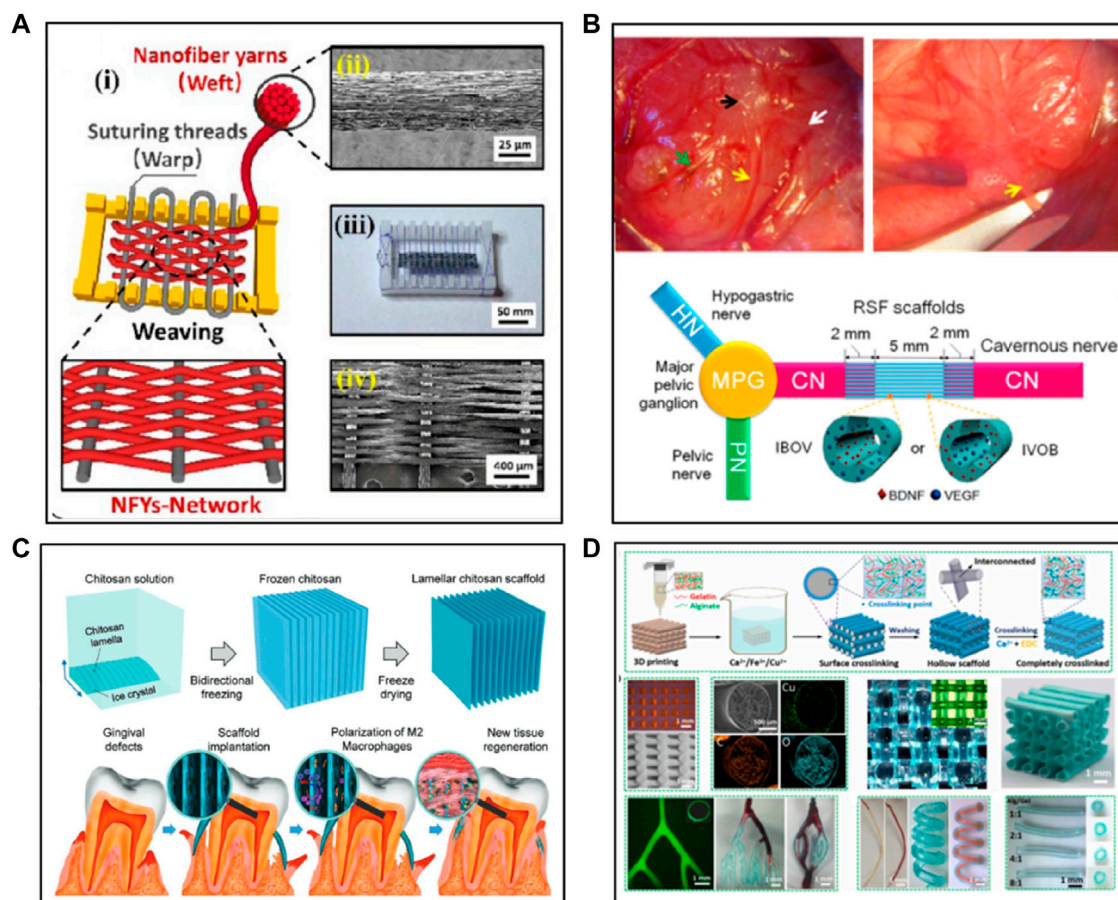 A
Nanofiber yarns
(Weft)
(i)
Suturing threads
(Warp)
Weaving
NFYs-Network
(ii)
25 μm
(iii)
50 mm
(iv)
400 μm
B
HN
Hypogastric
nerve
Major
pelvic
ganglion
MPG
CN
RSF scaffolds
2 mm
5 mm
2 mm
Cavernous nerve
CN
Pelvic
nerve
PN
IBOV
or
IVOB
BDNF
VEGF
C
Chitosan solution
Frozen chitosan
Lamellar chitosan scaffold
Chitosan
lamella
Ice crystal
Bidirectional
freezing
Freeze
drying
Gingival
defects
Scaffold
implantation
Polarization of M2
Macrophages
New tissue
regeneration
D
Gelatin
Alginate
Crosslinking point
Interconnected
Washing
Crosslinking
Ca²⁺ + EDC
3D printing
Ca²⁺/Fe³⁺/Cu²⁺
Surface crosslinking
Hollow scaffold
Completely crosslinked
1 mm
500 μm
Cu
C
O
1 mm
1 mm
1 mm
1 mm
Alg/Gel
1:1
2:1
4:1
8:1
1 mm